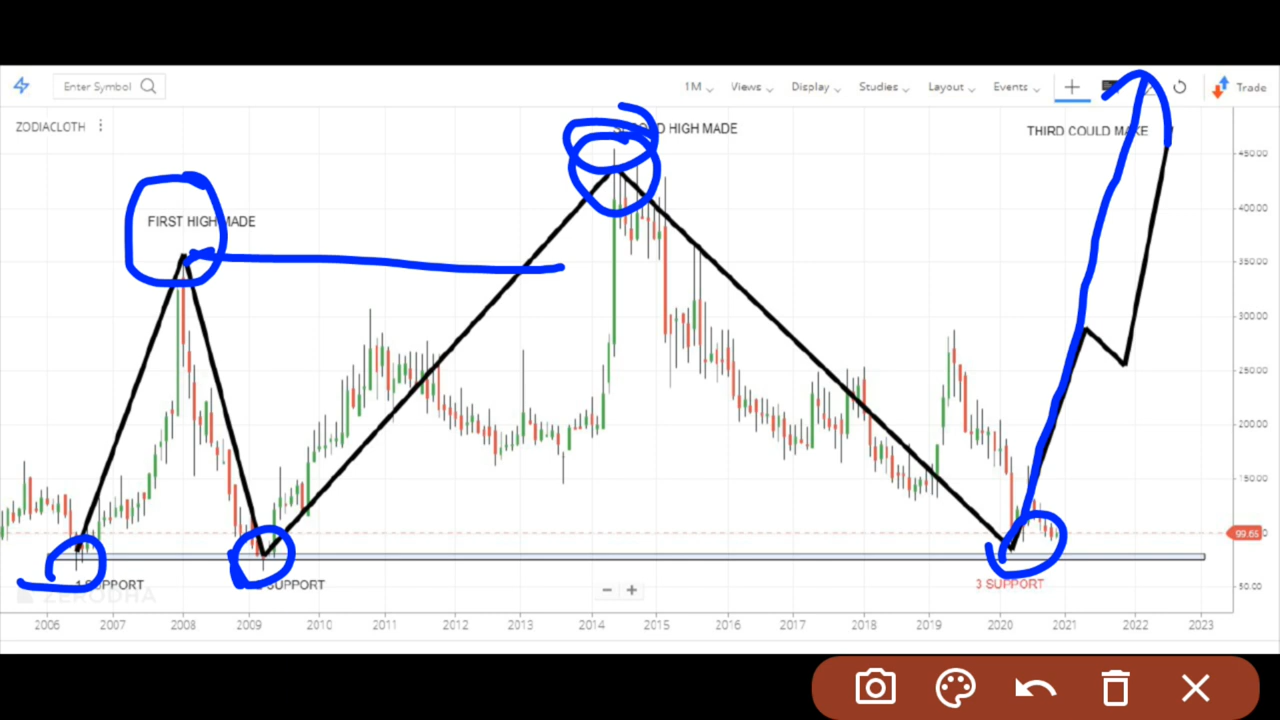 Enter Symbol
1M Views Display Studies Layout Events Trade
ZODIACLOTH
HIGH MADE
THIRD COULD MAKE
FIRST HIGH MADE
450.00
400.00
350.00
300.00
250.00
200.00
150.00
99.65
50.00
1 SUPPORT
SUPPORT
3 SUPPORT
ZERODHA
2006 2007 2008 2009 2010 2011 2012 2013 2014 2015 2016 2017 2018 2019 2020 2021 2022 2023